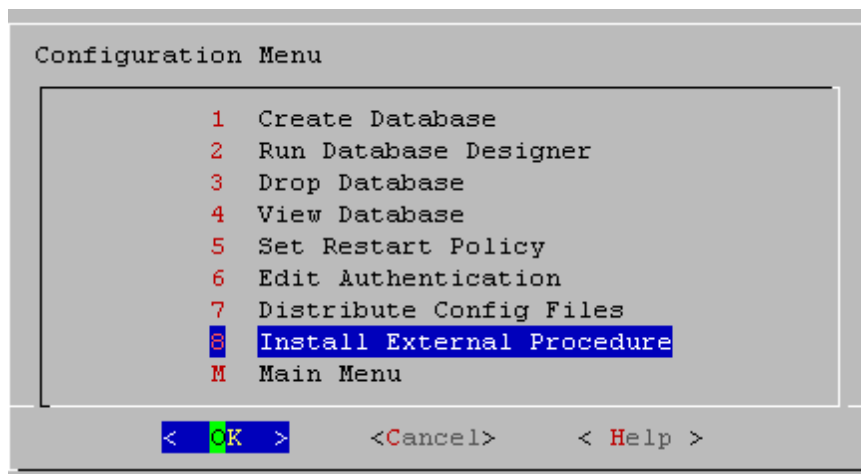 Configuration Menu
1 Create Database
2 Run Database Designer
3 Drop Database
4 View Database
5 Set Restart Policy
6 Edit Authentication
7 Distribute Config Files
8 Install External Procedure
M Main Menu
< OK > <Cancel> < Help >